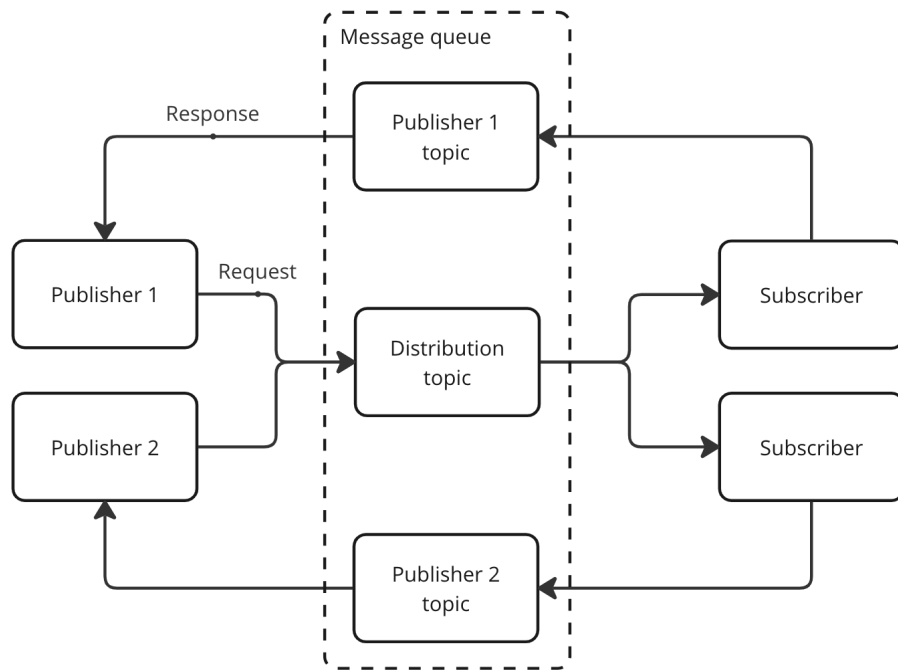 Message queue
Response
Publisher 1
topic
Publisher 1
Request
Subscriber
Distribution
topic
Publisher 2
Subscriber
Publisher 2
topic